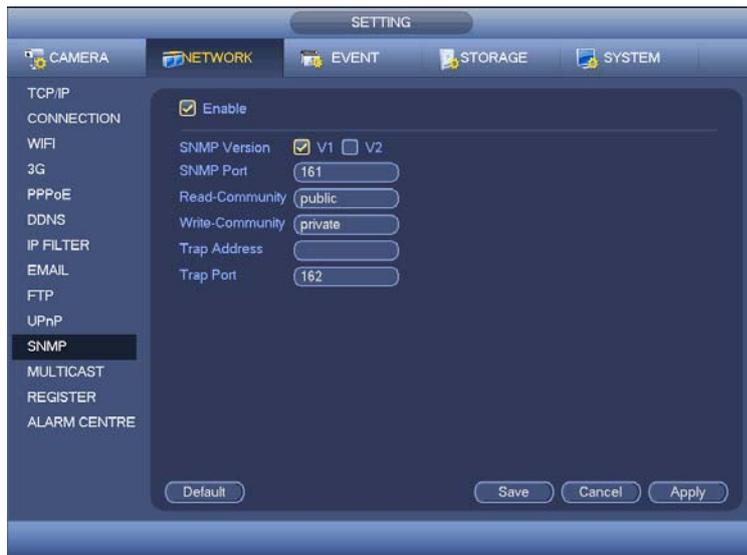 SETTING
CAMERA NETWORK EVENT STORAGE SYSTEM
TCP/IP
CONNECTION
WIFI
3G
PPPoE
DDNS
IP FILTER
EMAIL
FTP
UPnP
SNMP
MULTICAST
REGISTER
ALARM CENTRE
Enable
SNMP Version V1 V2
SNMP Port 161
Read-Community public
Write-Community private
Trap Address
Trap Port 162
Default Save Cancel Apply